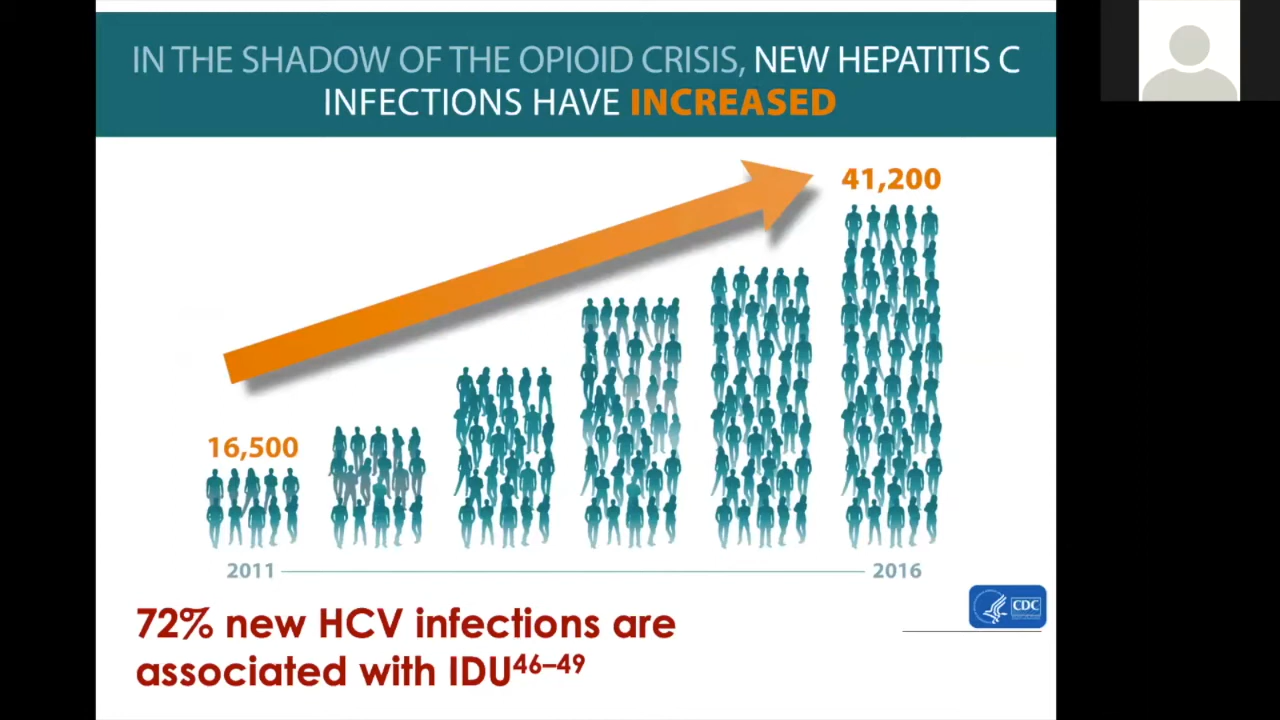 IN THE SHADOW OF THE OPIOID CRISIS, NEW HEPATITIS C
INFECTIONS HAVE INCREASED
41,200
16,500
2011
2016
CDC
72% new HCV infections are
associated with IDU46–49